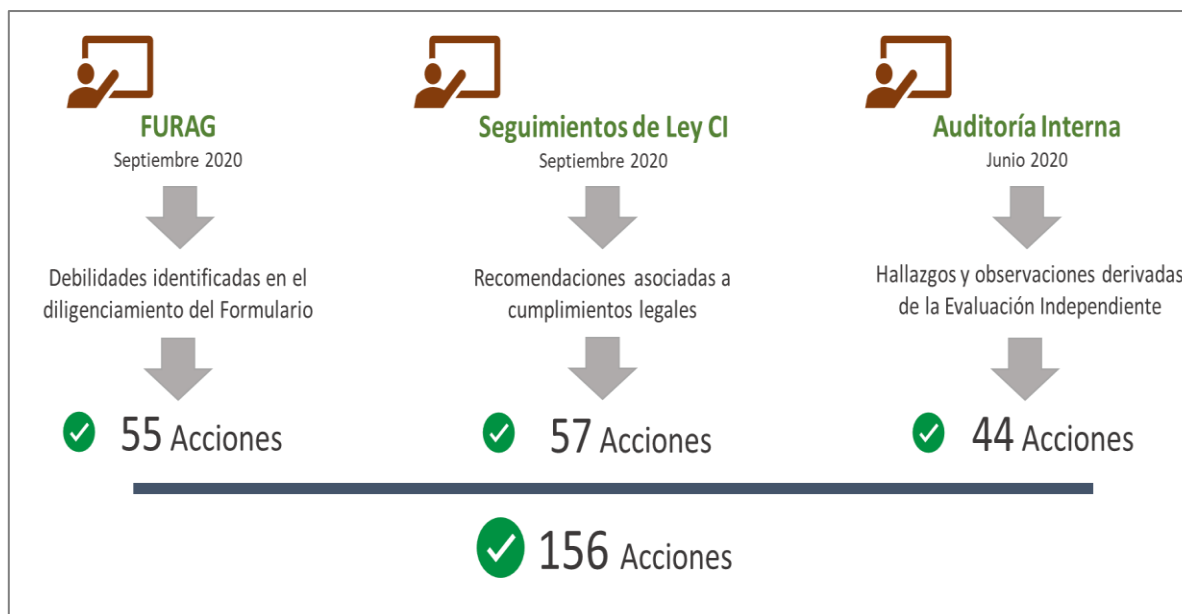 FURAG
Septiembre 2020
Debilidades identificadas en el
diligenciamiento del Formulario
55 Acciones
Seguimientos de Ley CI
Septiembre 2020
Recomendaciones asociadas a
cumplimientos legales
57 Acciones
Auditoría Interna
Junio 2020
Hallazgos y observaciones derivadas
de la Evaluación Independiente
44 Acciones
156 Acciones